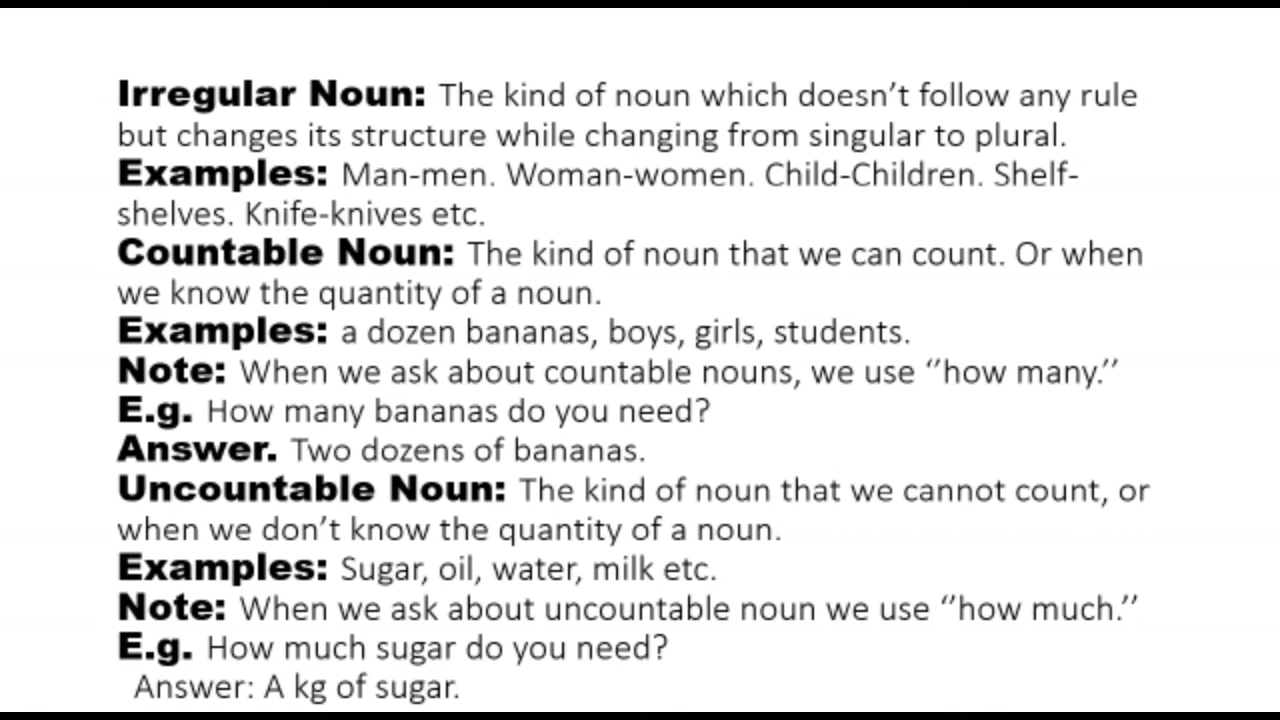 Irregular Noun: The kind of noun which doesn’t follow any rule
but changes its structure while changing from singular to plural.
Examples: Man-men. Woman-women. Child-Children. Shelf-
shelves. Knife-knives etc.
Countable Noun: The kind of noun that we can count. Or when
we know the quantity of a noun.
Examples: a dozen bananas, boys, girls, students.
Note: When we ask about countable nouns, we use ‘’how many.’’
E.g. How many bananas do you need?
Answer. Two dozens of bananas.
Uncountable Noun: The kind of noun that we cannot count, or
when we don’t know the quantity of a noun.
Examples: Sugar, oil, water, milk etc.
Note: When we ask about uncountable noun we use ‘’how much.’’
E.g. How much sugar do you need?
Answer: A kg of sugar.